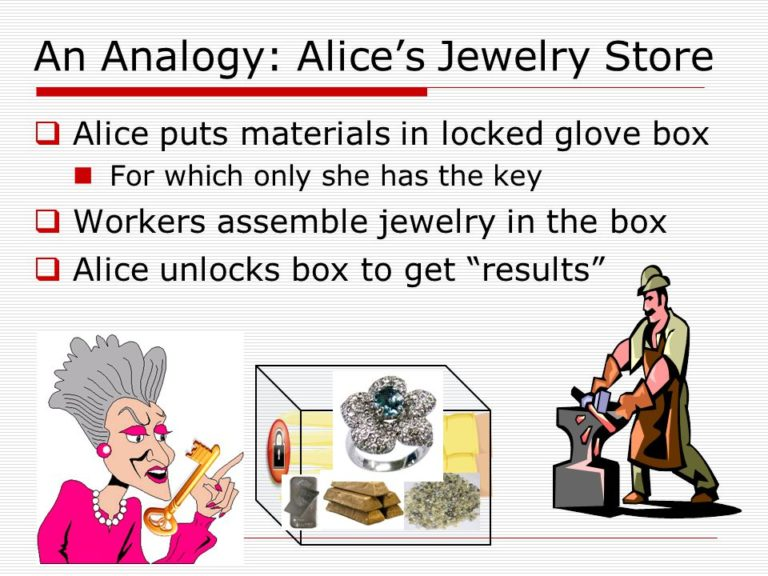 An Analogy: Alice’s Jewelry Store
Alice puts materials in locked glove box
For which only she has the key
Workers assemble jewelry in the box
Alice unlocks box to get “results”